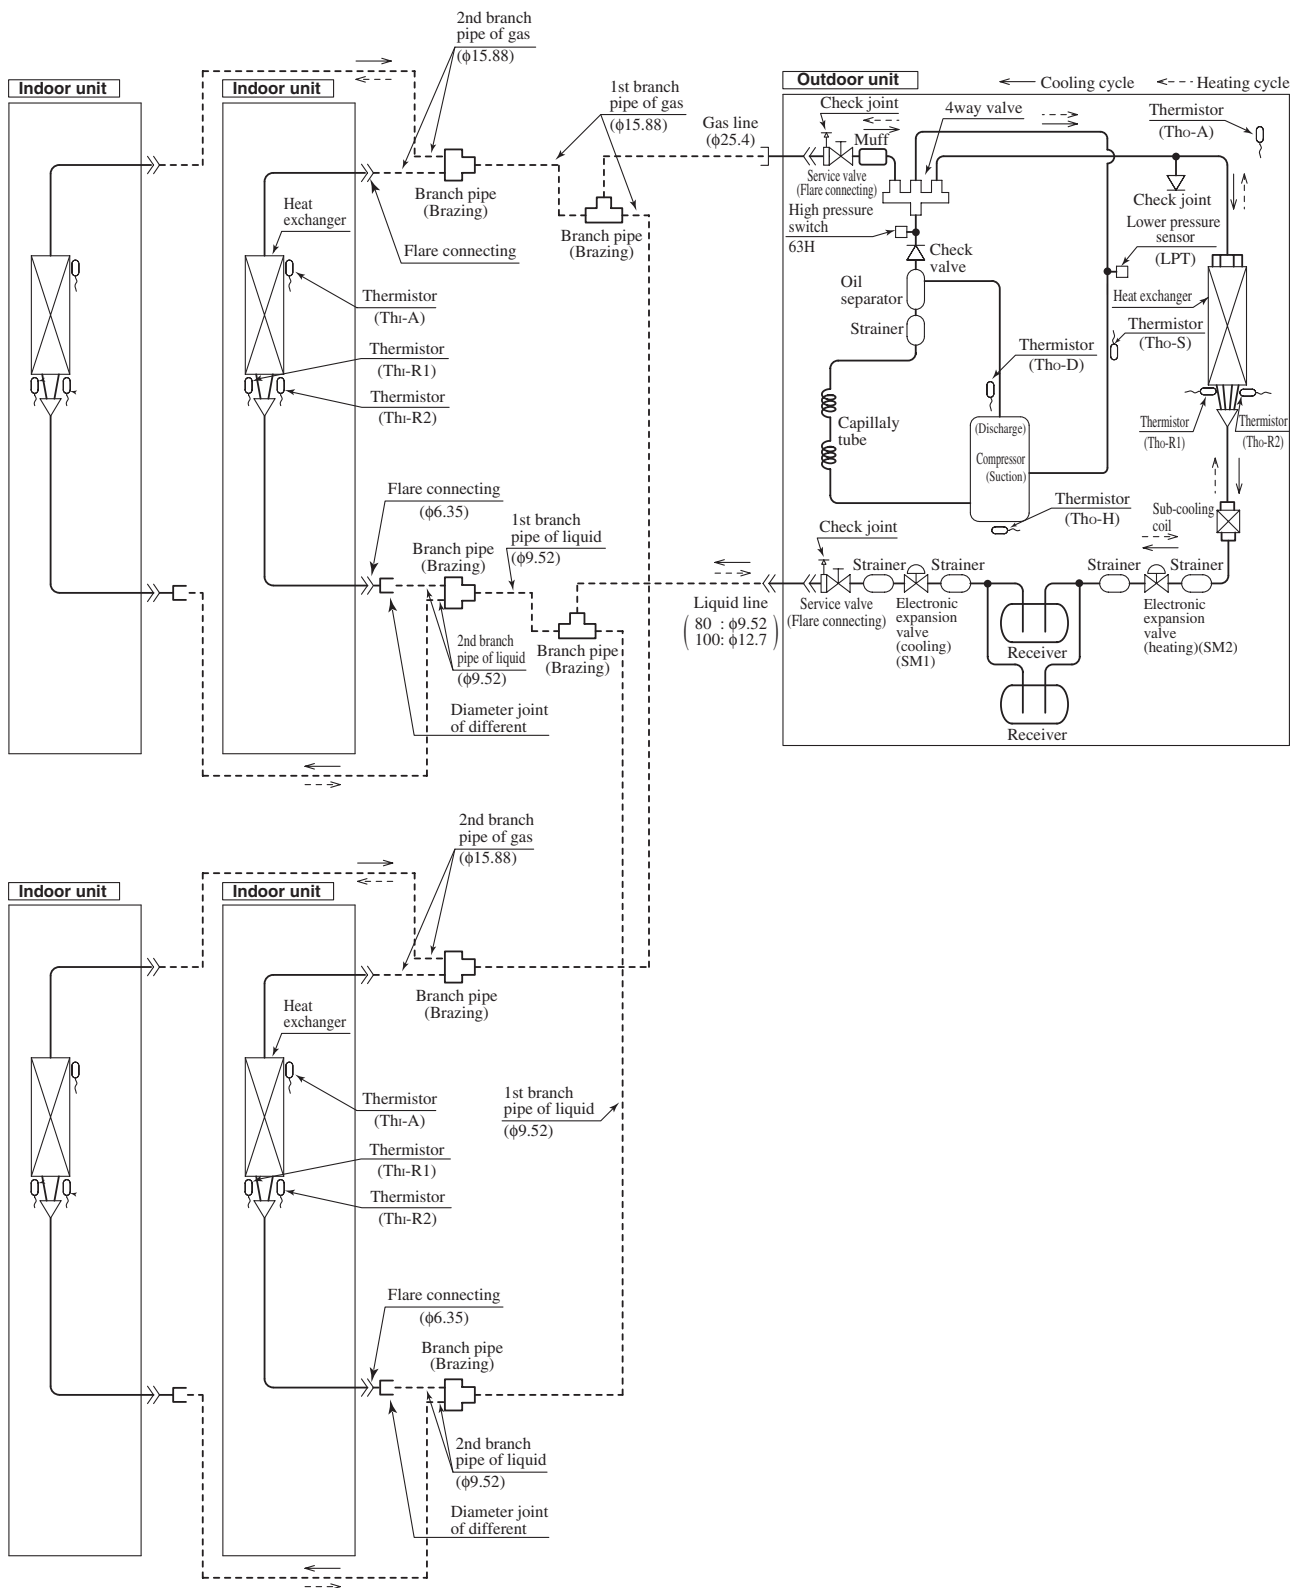 2nd branch
pipe of gas
(ϕ15.88)
Indoor unit
Indoor unit
1st branch
pipe of gas
(ϕ15.88)
Gas line
(ϕ25.4)
Branch pipe
(Brazing)
Branch pipe
(Brazing)
Flare connecting
Heat
exchanger
Thermistor
(ThI-A)
Thermistor
(ThI-R1)
Thermistor
(ThI-R2)
Flare connecting
(ϕ6.35)
1st branch
pipe of liquid
(ϕ9.52)
Branch pipe
(Brazing)
2nd branch
pipe of liquid
(ϕ9.52)
Branch pipe
(Brazing)
Diameter joint
of different
Liquid line
80 : ϕ9.52
100: ϕ12.7
Outdoor unit
Cooling cycle
Heating cycle
Check joint
4way valve
Thermistor
(ThO-A)
Muff
Service valve
(Flare connecting)
Check joint
High pressure
switch
63H
Lower pressure
sensor
(LPT)
Check
valve
Oil
separator
Heat exchanger
Strainer
Thermistor
(ThO-S)
Thermistor
(ThO-D)
Capillaly
tube
(Discharge)
Compressor
(Suction)
Thermistor
(ThO-R1)
Thermistor
(ThO-R2)
Thermistor
(ThO-H)
Sub-cooling
coil
Check joint
Strainer
Strainer
Strainer
Strainer
Service valve
(Flare connecting)
Electronic
expansion
valve
(cooling)
(SM1)
Receiver
Electronic
expansion
valve
(heating)(SM2)
Receiver
2nd branch
pipe of gas
(ϕ15.88)
Indoor unit
Indoor unit
Branch pipe
(Brazing)
Heat
exchanger
Thermistor
(ThI-A)
1st branch
pipe of liquid
(ϕ9.52)
Thermistor
(ThI-R1)
Thermistor
(ThI-R2)
Flare connecting
(ϕ6.35)
Branch pipe
(Brazing)
2nd branch
pipe of liquid
(ϕ9.52)
Diameter joint
of different